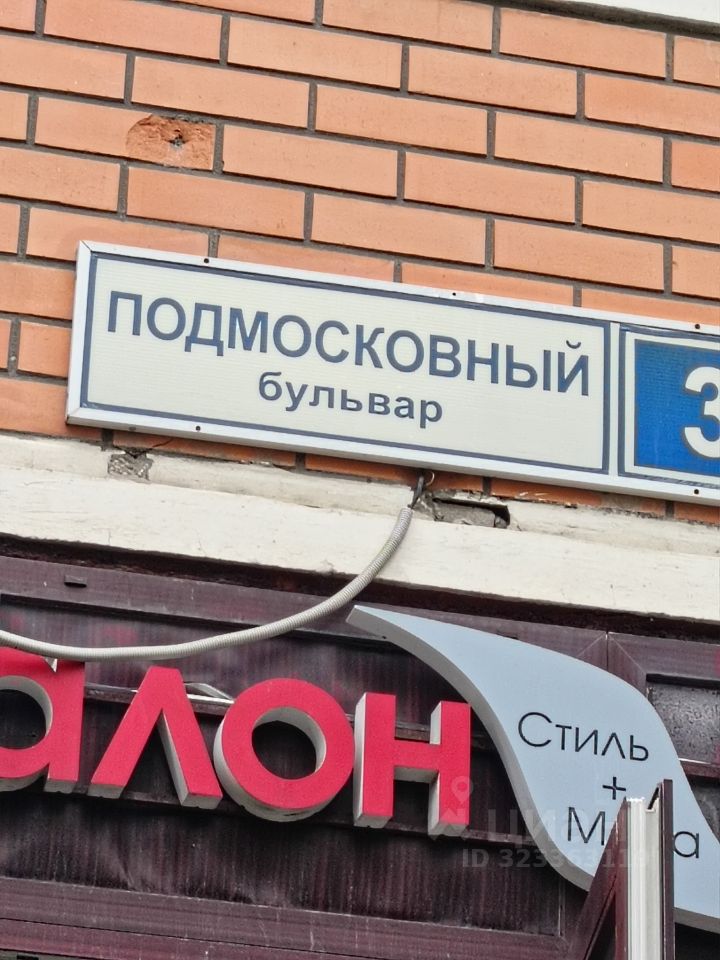 ПОДМОСКОВНЫЙ
бульвар
3
алон
Стиль
+